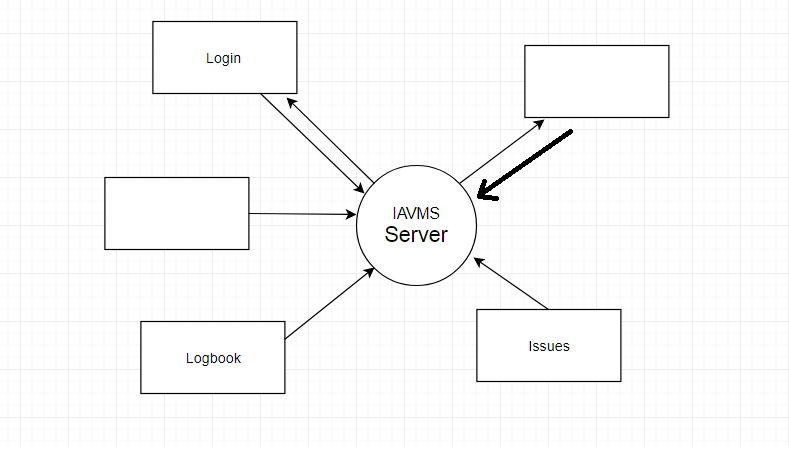 Login
IAVMS
Server
Logbook
Issues